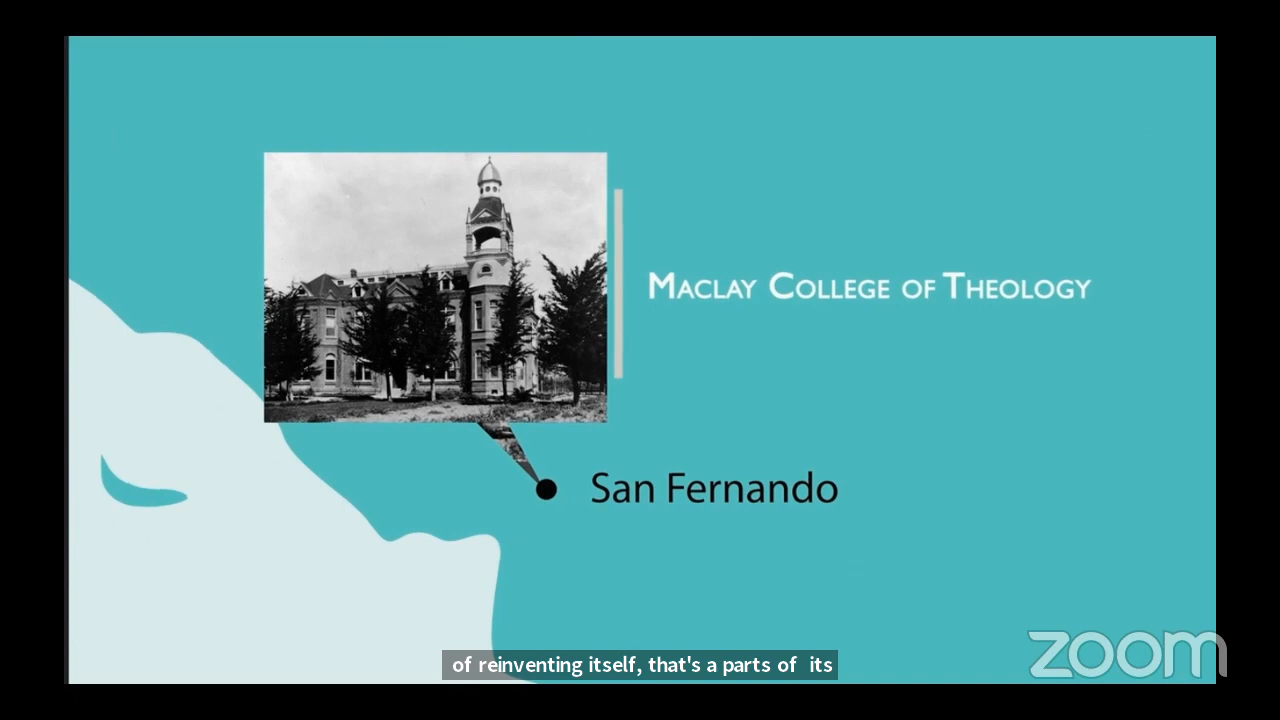 Maclay College of Theology
San Fernando
of reinventing itself, that's a parts of  its
zoom